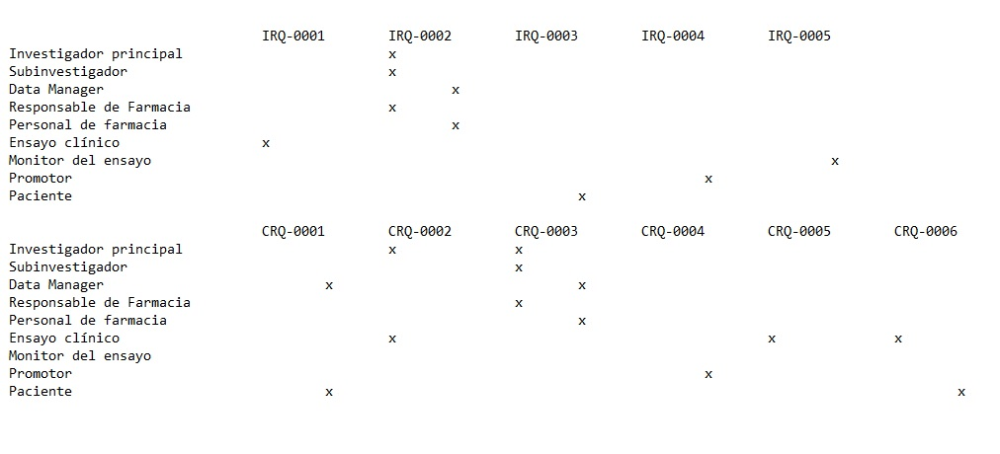 IRQ-0001 IRQ-0002 IRQ-0003 IRQ-0004 IRQ-0005
Investigador principal x
Subinvestigador x
Data Manager x
Responsable de Farmacia x
Personal de farmacia x
Ensayo clínico x
Monitor del ensayo x
Promotor x
Paciente x
CRQ-0001 CRQ-0002 CRQ-0003 CRQ-0004 CRQ-0005 CRQ-0006
Investigador principal x x
Subinvestigador x
Data Manager x x
Responsable de Farmacia x
Personal de farmacia x
Ensayo clínico x x x
Monitor del ensayo
Promotor x
Paciente x x